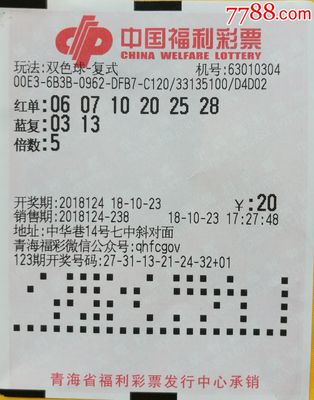 7788.com
中国福利彩票
CHINA WELFARE LOTTERY
玩法:双色球-复式 机号:63010304
00E3-6B3B-0962-DFB7-C120/33135100/D4D02
红单:06 07 10 20 25 28
蓝复:03 13
倍数:5
开奖期:2018124 18-10-23 ¥:20
销售期:2018124-238 18-10-23 17:27:48
地址:中华巷14号七中斜对面
青海福彩微信公众号:qhfcgov
123期开奖号码:27-31-13-21-24-32+01
青海省福利彩票发行中心承销